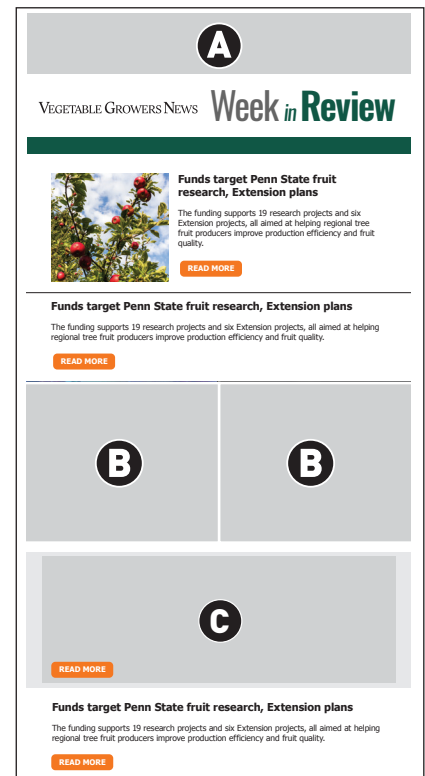 A
VEGETABLE GROWERS NEWS Week in Review
Funds target Penn State fruit
research, Extension plans
The funding supports 19 research projects and six
Extension projects, all aimed at helping regional tree
fruit producers improve production efficiency and fruit
quality.
READ MORE
Funds target Penn State fruit research, Extension plans
The funding supports 19 research projects and six Extension projects, all aimed at helping
regional tree fruit producers improve production efficiency and fruit quality.
READ MORE
B B
C
READ MORE
Funds target Penn State fruit research, Extension plans
The funding supports 19 research projects and six Extension projects, all aimed at helping
regional tree fruit producers improve production efficiency and fruit quality.
READ MORE